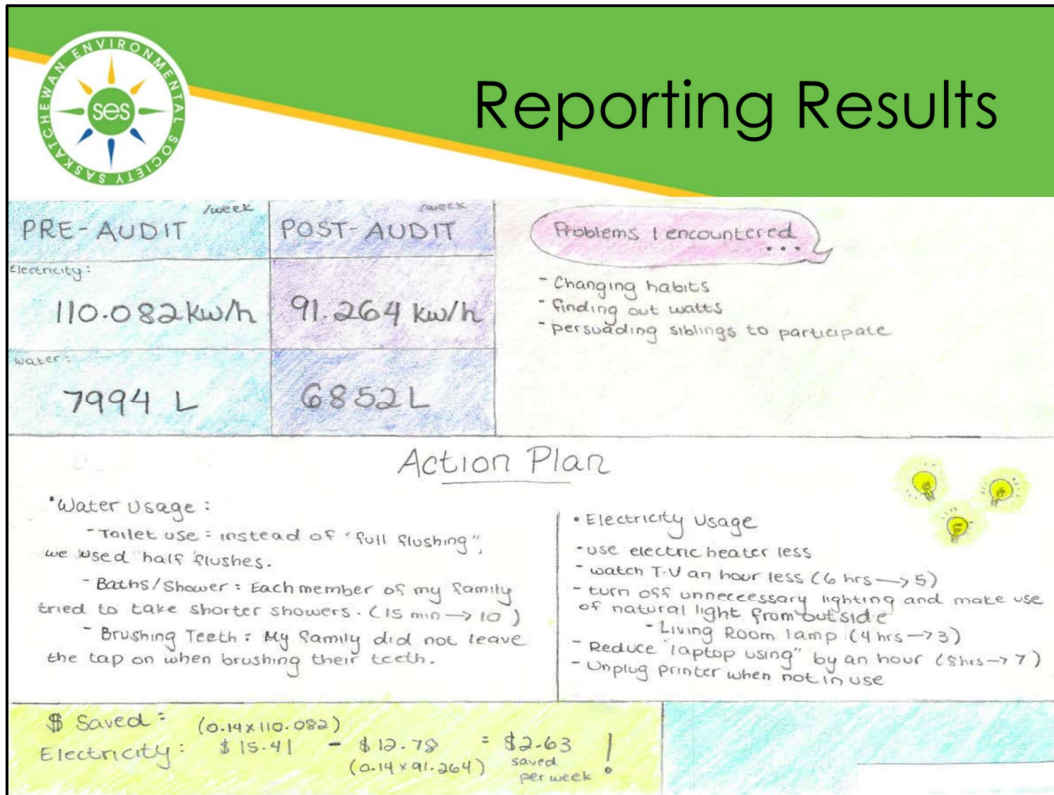 SASKATCHEWAN ENVIRONMENTAL SOCIETY
ses
Reporting Results
/week
PRE-AUDIT
/week
POST-AUDIT
Electricity:
110.082 kw/h
91.264 kw/h
water:
7994 L
6852L
Problems I encountered
...
- Changing habits
- finding out watts
- persuading siblings to participate
Action Plan
•Water Usage:
- Toilet use: instead of "full flushing",
we used "half flushes.
- Baths/Shower: Each member of my family
tried to take shorter showers. (15 min → 10)
- Brushing Teeth: My family did not leave
the tap on when brushing their teeth.
• Electricity Usage
- use electric heater less
- watch T.V an hour less (6 hrs → 5)
- turn off unneccessary lighting and make use
of natural light from outside
- Living Room lamp (4 hrs → 3)
- Reduce "laptop using" by an hour (8hrs → 7)
- Unplug printer when not in use
$ Saved: (0.14x110.082)
Electricity: $15.41 - $12.78 = $2.63 !
(0.14 x 91.264) saved
per week